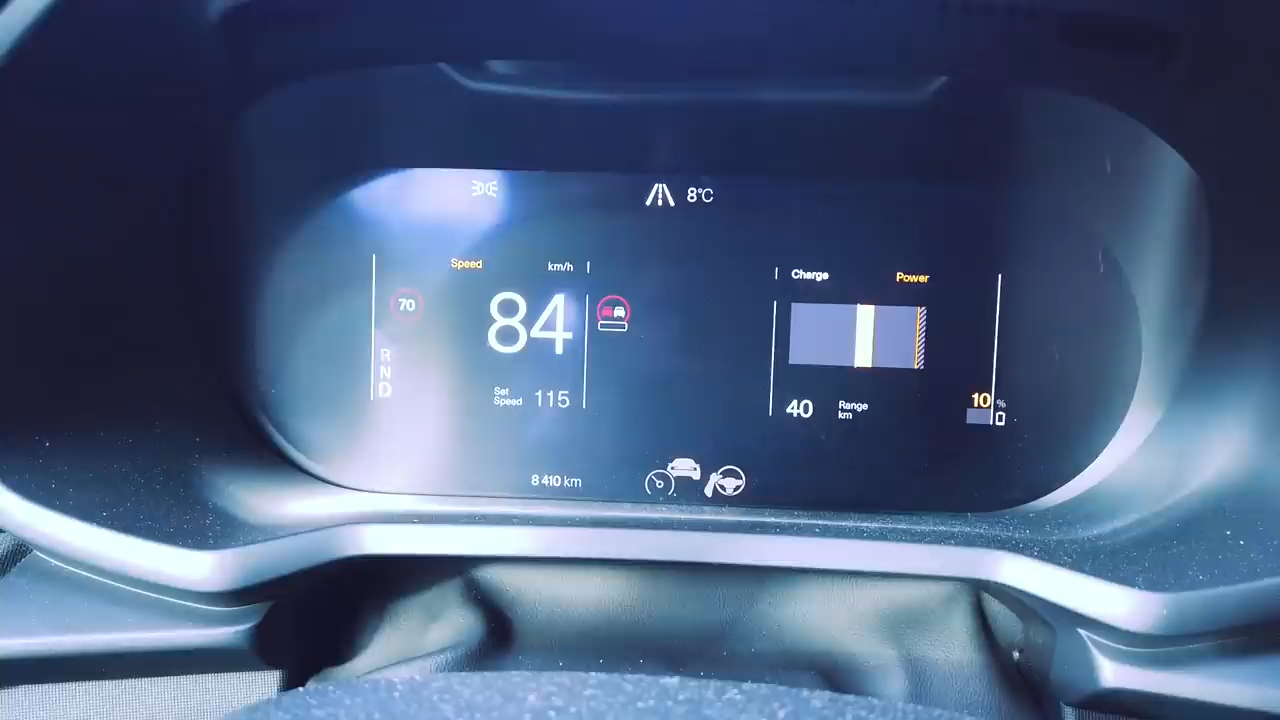 8°C
Speed km/h
70
84
R
N
D
Set
Speed 115
8 410 km
Charge Power
40 Range
km
10 %